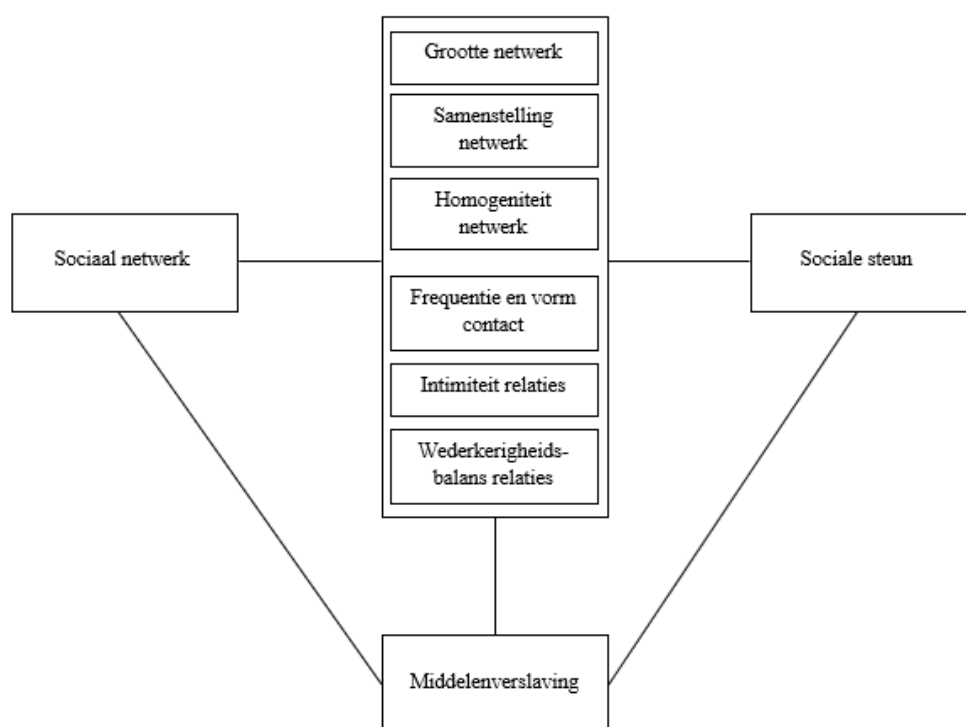 Grootte netwerk
Samenstelling
netwerk
Homogeniteit
netwerk
Sociaal netwerk
Sociale steun
Frequentie en vorm
contact
Intimiteit relaties
Wederkerigheids-
balans relaties
Middelenverslaving